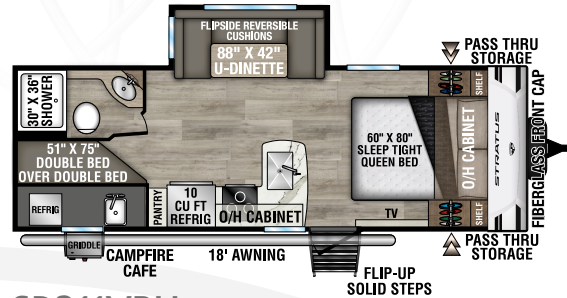 FLIPSIDE REVERSIBLE
CUSHIONS
88" X 42"
U-DINETTE
PASS THRU
STORAGE
30" X 36"
SHOWER
SHELF
51" X 75"
DOUBLE BED
OVER DOUBLE BED
60" X 80"
SLEEP TIGHT
QUEEN BED
O/H CABINET
STRATUS
FIBERGLASS FRONT CAP
REFRIG
PANTRY
10
CU FT
REFRIG
O/H CABINET
TV
SHELF
GRIDDLE
CAMPFIRE
CAFE
18' AWNING
FLIP-UP
SOLID STEPS
PASS THRU
STORAGE